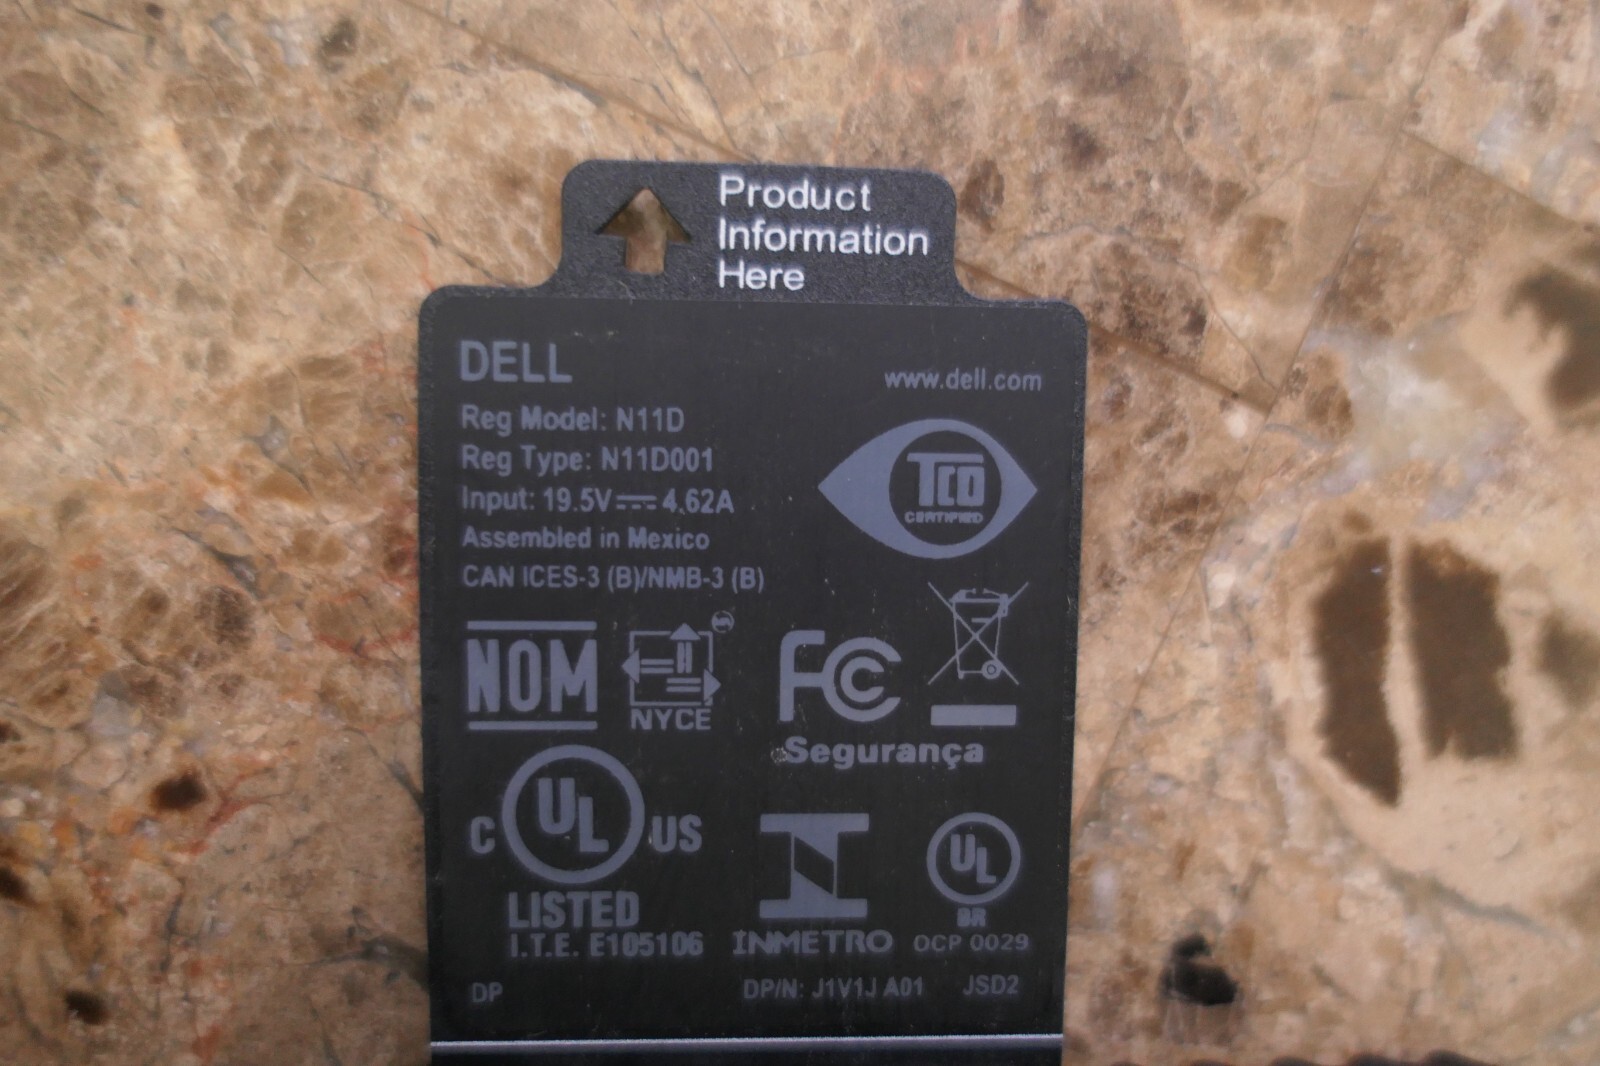 Product
Information
Here
DELL
www.dell.com
Reg Model: N11D
Reg Type: N11D001
Input: 19.5V⎓4.62A
Assembled in Mexico
CAN ICES-3 (B)/NMB-3 (B)
TCO
CERTIFIED
NOM
NYCE
FC
Segurança
C UL US
LISTED
I.T.E. E105106
INMETRO
UL
BR
OCP 0029
DP
DP/N: J1V1J A01
JSD2